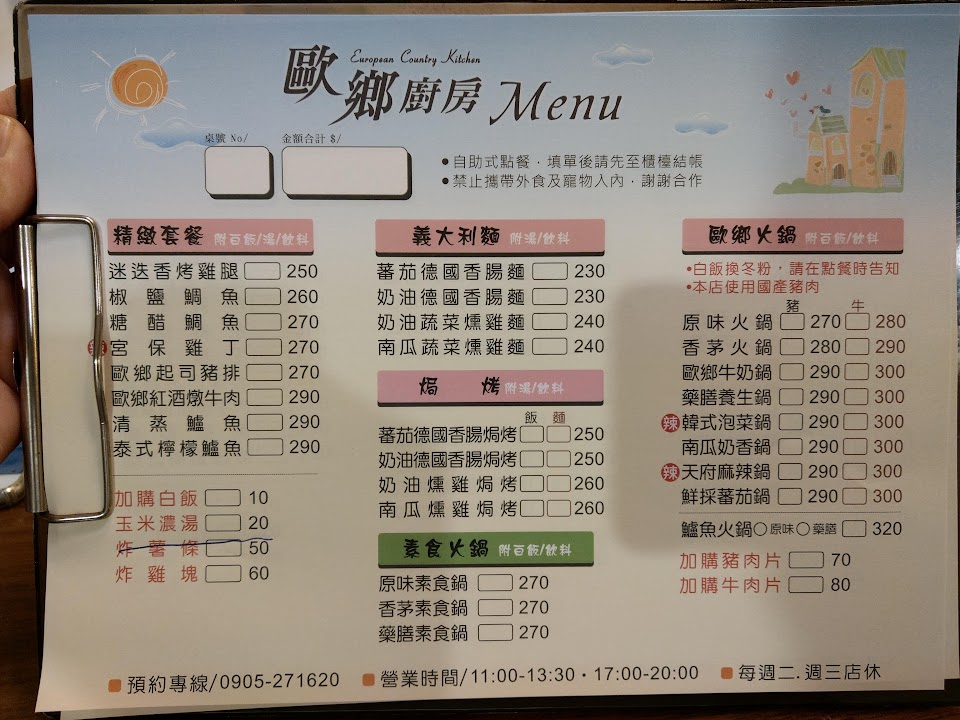 European Country Kitchen
歐鄉廚房 Menu
桌號 No/ 金額合計 $/
•自助式點餐．填單後請先至櫃檯結帳
•禁止攜帶外食及寵物入內．謝謝合作
精緻套餐 附白飯/湯/飲料
迷迭香烤雞腿 250
椒鹽鯛魚 260
糖醋鯛魚 270
辣 宮保雞丁 270
歐鄉起司豬排 270
歐鄉紅酒燉牛肉 290
清蒸鱸魚 290
泰式檸檬鱸魚 290
加購白飯 10
玉米濃湯 20
炸薯條 50
炸雞塊 60
義大利麵 附湯/飲料
蕃茄德國香腸麵 230
奶油德國香腸麵 230
奶油蔬菜燻雞麵 240
南瓜蔬菜燻雞麵 240
焗烤 附湯/飲料
飯 麵
蕃茄德國香腸焗烤 250
奶油德國香腸焗烤 250
奶油燻雞焗烤 260
南瓜燻雞焗烤 260
素食火鍋 附白飯/飲料
原味素食鍋 270
香茅素食鍋 270
藥膳素食鍋 270
歐鄉火鍋 附白飯/飲料
•白飯換冬粉，請在點餐時告知
•本店使用國產豬肉
豬 牛
原味火鍋 270 280
香茅火鍋 280 290
歐鄉牛奶鍋 290 300
藥膳養生鍋 290 300
辣 韓式泡菜鍋 290 300
南瓜奶香鍋 290 300
辣 天府麻辣鍋 290 300
鮮採蕃茄鍋 290 300
鱸魚火鍋○原味○藥膳 320
加購豬肉片 70
加購牛肉片 80
預約專線/0905-271620 營業時間/11:00-13:30・17:00-20:00 每週二.週三店休